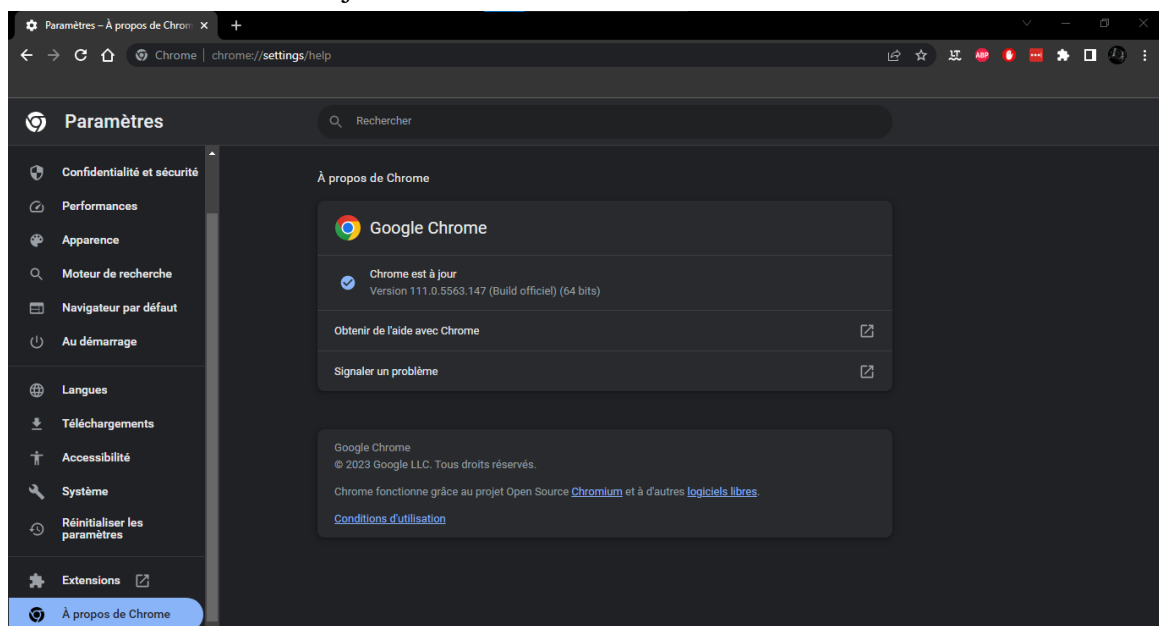 j
Paramètres – À propos de Chrom
Chrome | chrome://settings/help
ABP
Paramètres
Rechercher
Confidentialité et sécurité
Performances
Apparence
Moteur de recherche
Navigateur par défaut
Au démarrage
Langues
Téléchargements
Accessibilité
Système
Réinitialiser les
paramètres
Extensions
À propos de Chrome
À propos de Chrome
Google Chrome
Chrome est à jour
Version 111.0.5563.147 (Build officiel) (64 bits)
Obtenir de l'aide avec Chrome
Signaler un problème
Google Chrome
© 2023 Google LLC. Tous droits réservés.
Chrome fonctionne grâce au projet Open Source Chromium et à d'autres logiciels libres.
Conditions d'utilisation